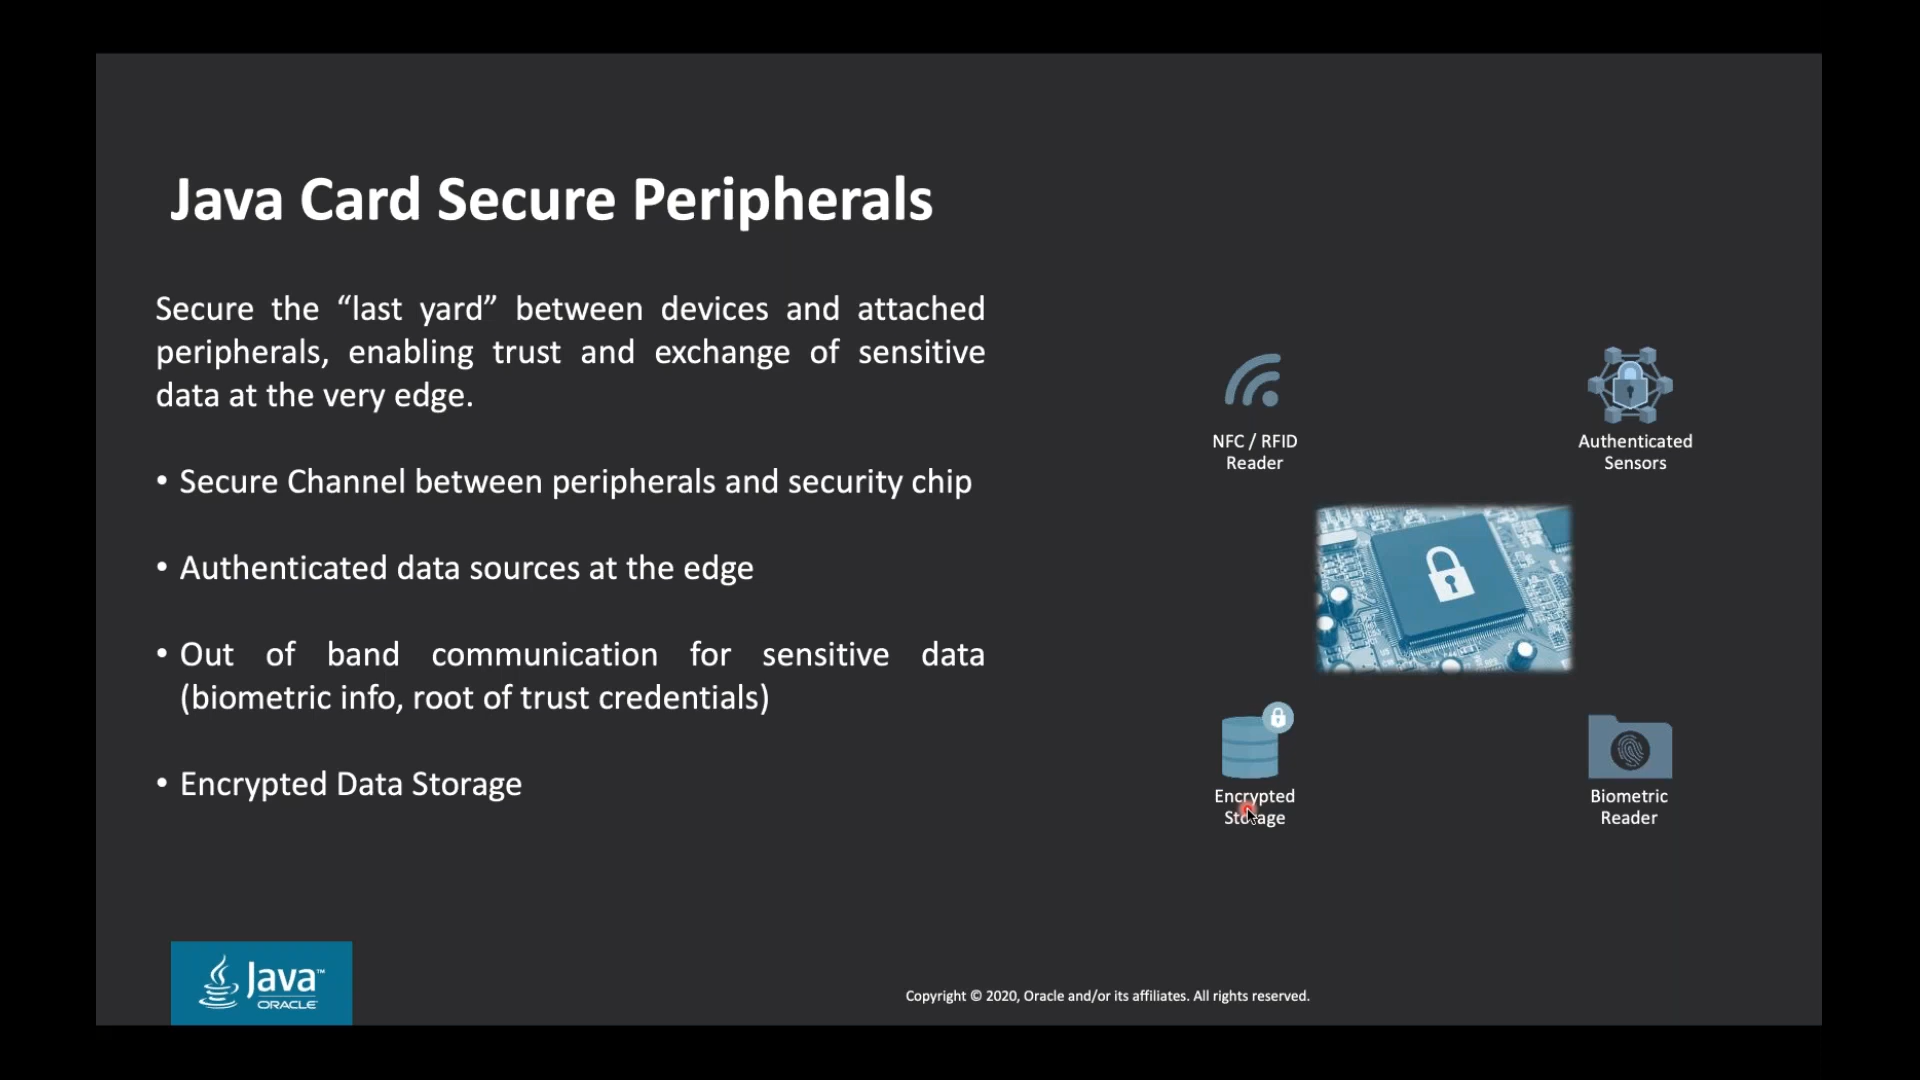 Java Card Secure Peripherals
Secure the “last yard” between devices and attached
peripherals, enabling trust and exchange of sensitive
data at the very edge.
• Secure Channel between peripherals and security chip
• Authenticated data sources at the edge
• Out of band communication for sensitive data
(biometric info, root of trust credentials)
• Encrypted Data Storage
NFC / RFID
Reader
Authenticated
Sensors
Encrypted
Storage
Biometric
Reader
Java™
ORACLE
Copyright © 2020, Oracle and/or its affiliates. All rights reserved.